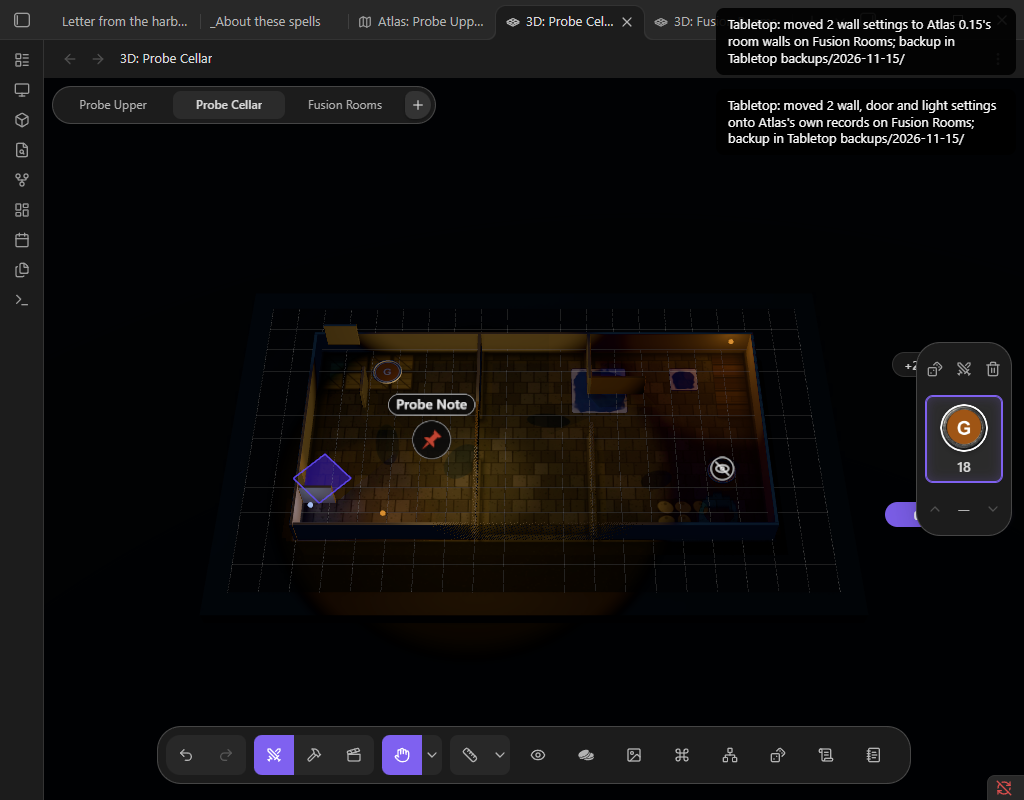 Letter from the harb...
_About these spells
Atlas: Probe Upp...
3D: Probe Cel...
3D: Fusio
Tabletop: moved 2 wall settings to Atlas 0.15's
room walls on Fusion Rooms; backup in
Tabletop backups/2026-11-15/
3D: Probe Cellar
Probe Upper
Probe Cellar
Fusion Rooms
Tabletop: moved 2 wall, door and light settings
onto Atlas's own records on Fusion Rooms;
backup in Tabletop backups/2026-11-15/
G
Probe Note
+2
G
18